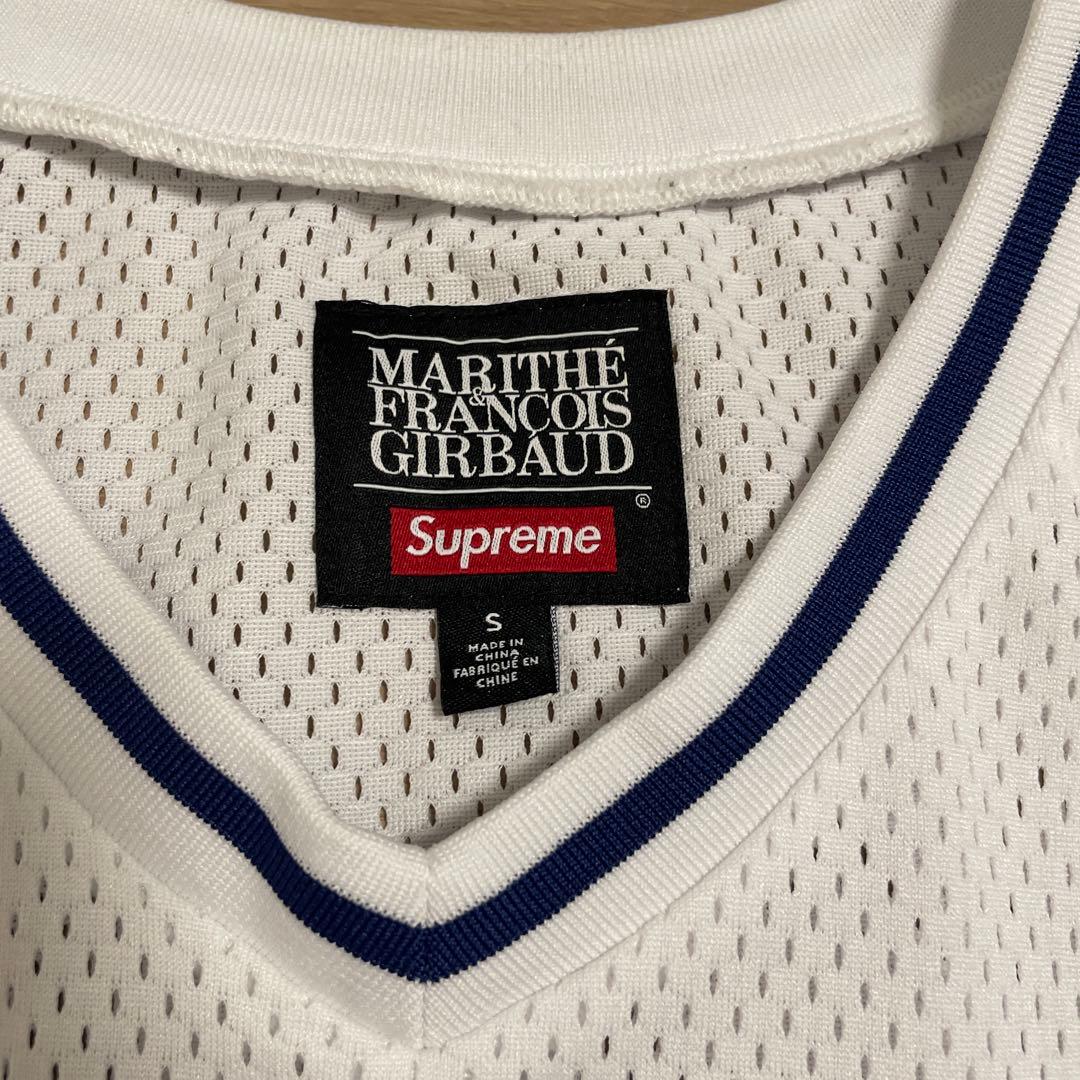 MARITHÉ
&
FRANÇOIS
GIRBAUD
®
Supreme
S
MADE IN
CHINA
FABRIQUÉ EN
CHINE